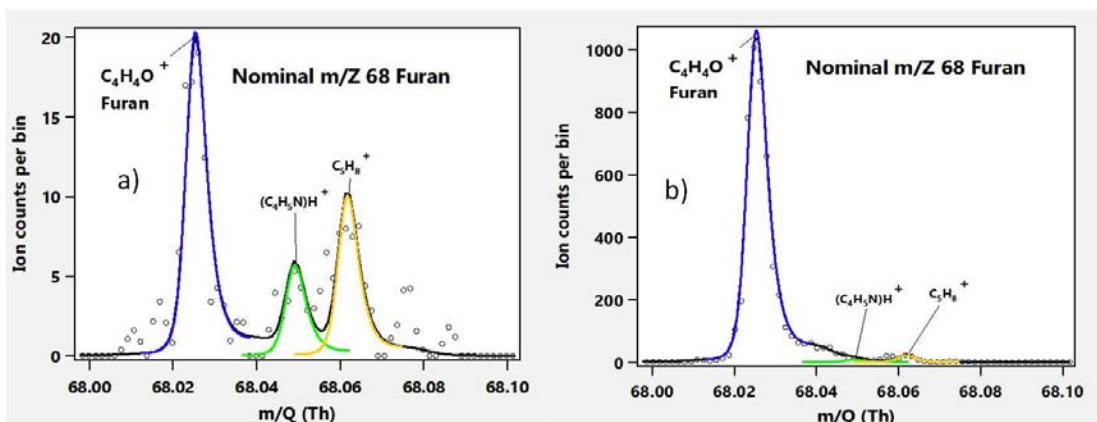 20
15
10
5
0
Ion counts per bin
C₄H₄O⁺
Furan
Nominal m/Z 68 Furan
a)
(C₄H₅N)H⁺
C₅H₈⁺
68.00 68.02 68.04 68.06 68.08 68.10
m/Q (Th)
1000
800
600
400
200
0
Ion counts per bin
C₄H₄O⁺
Furan
Nominal m/Z 68 Furan
b)
(C₄H₅N)H⁺
C₅H₈⁺
68.00 68.02 68.04 68.06 68.08 68.10
m/Q (Th)